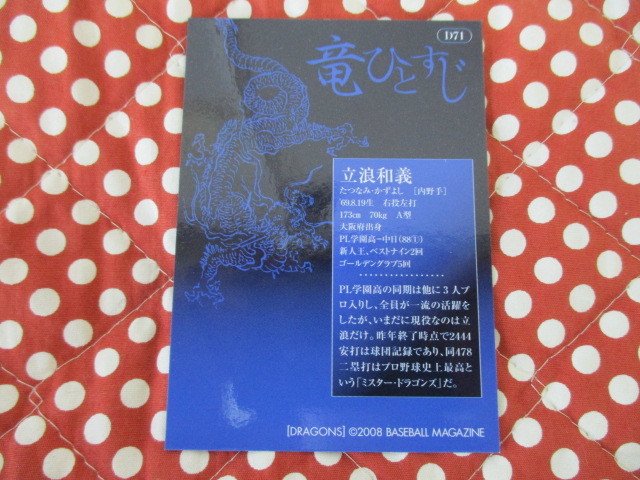 D71
竜ひとすじ
立浪和義
たつなみ・かずよし [内野手]
'69.8.19生 右投左打
173cm 70kg A型
大阪府出身
PL学園高→中日(88①)
新人王、ベストナイン2回
ゴールデングラブ5回
PL学園高の同期は他に3人プ
ロ入りし、全員が一流の活躍を
したが、いまだに現役なのは立
浪だけ。昨年終了時点で2444
安打は球団記録であり、同478
二塁打はプロ野球史上最高と
いう「ミスター・ドラゴンズ」だ。
[DRAGONS] ©2008 BASEBALL MAGAZINE